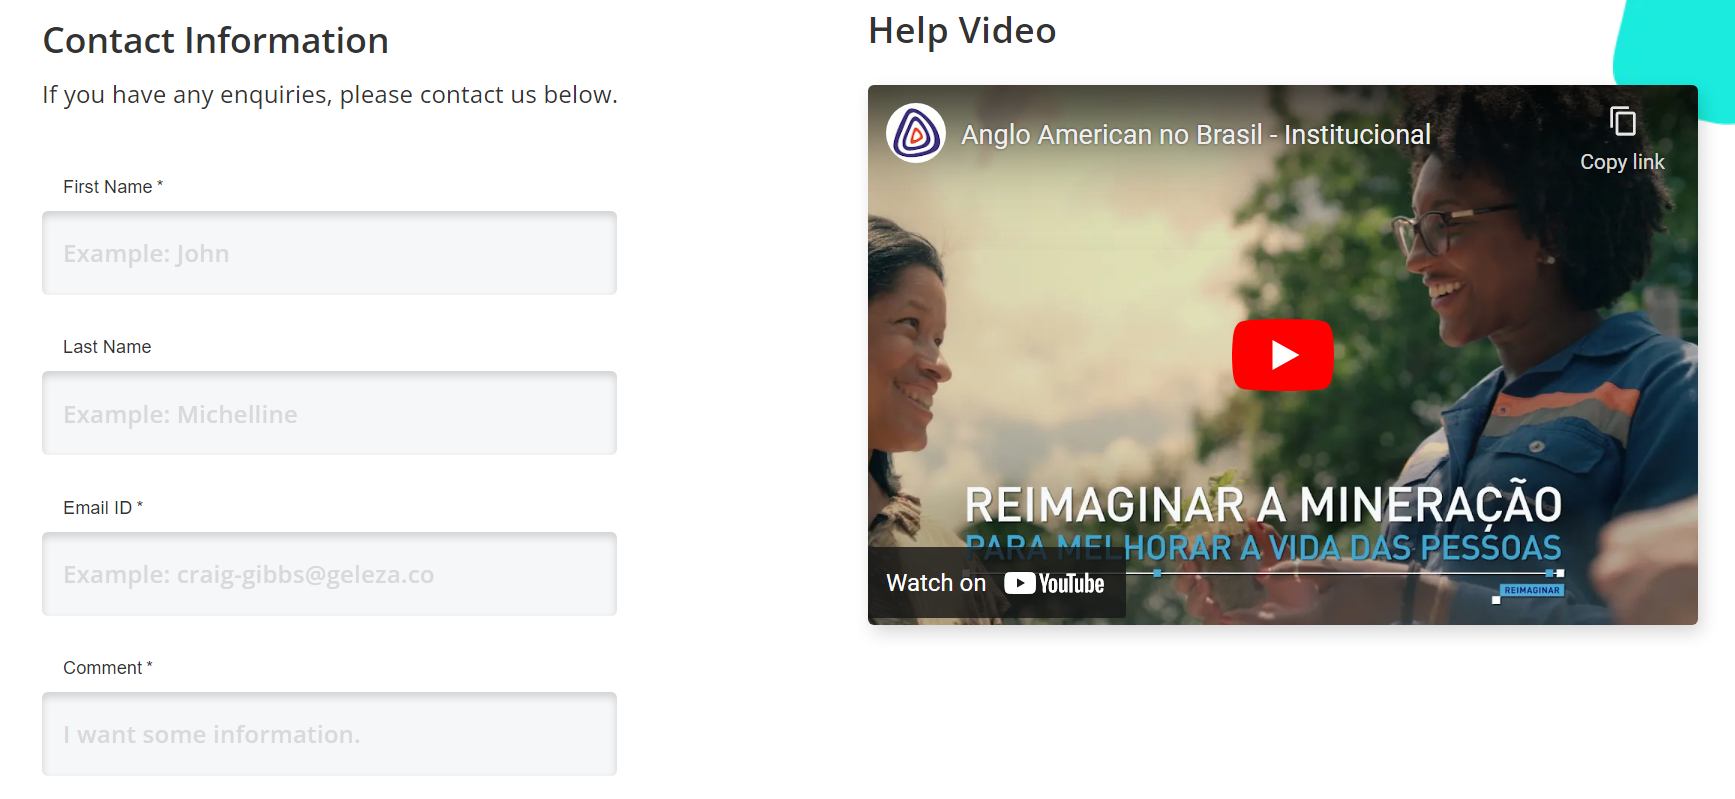 Contact Information
If you have any enquiries, please contact us below.
First Name *
Example: John
Last Name
Example: Michelline
Email ID *
Example: craig-gibbs@geleza.co
Comment *
I want some information.
Help Video
Anglo American no Brasil - Institucional
Copy link
REIMAGINAR A MINERAÇÃO
PARA MELHORAR A VIDA DAS PESSOAS
REIMAGINAR
Watch on YouTube